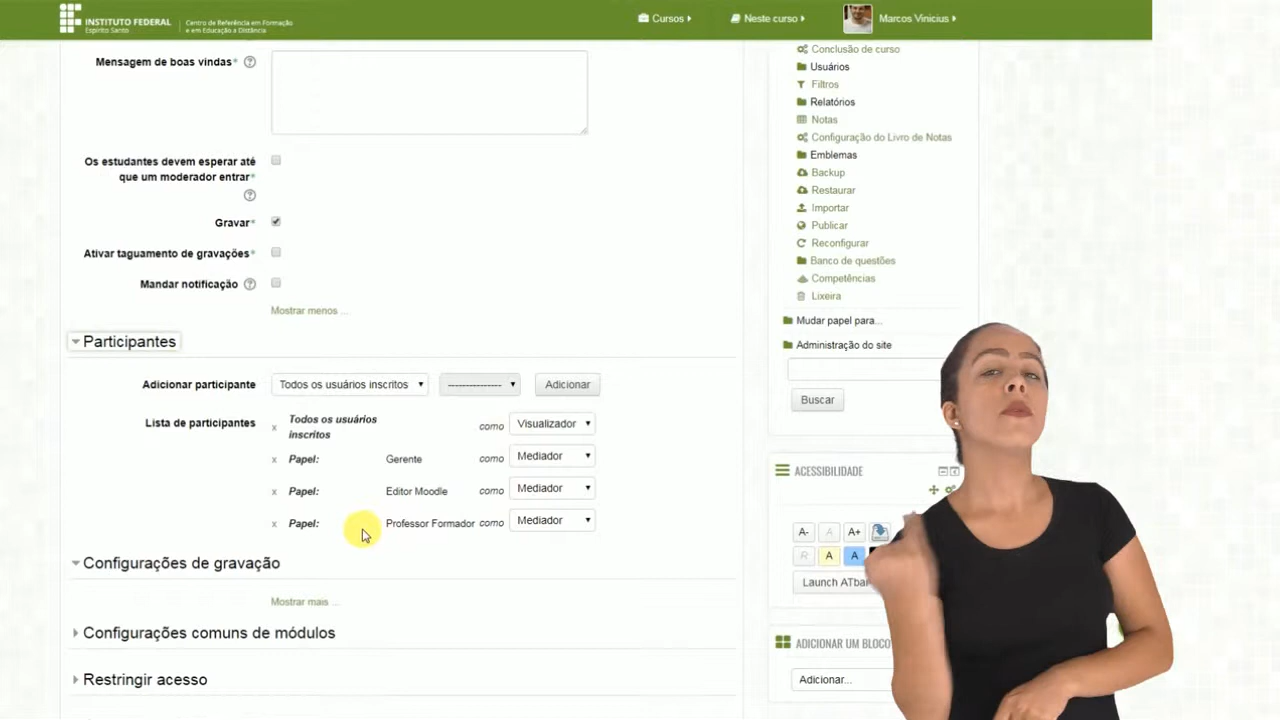 INSTITUTO FEDERAL
Espírito Santo
Centro de Referência em Formação
e em Educação a Distância
Cursos
Neste curso
Marcos Vinicius
Mensagem de boas vindas*
Os estudantes devem esperar até
que um moderador entrar*
Gravar*
Ativar taguamento de gravações*
Mandar notificação
Mostrar menos ...
Participantes
Adicionar participante
Todos os usuários inscritos
---------------
Adicionar
Lista de participantes
x Todos os usuários
inscritos
como Visualizador
x Papel: Gerente como Mediador
x Papel: Editor Moodle como Mediador
x Papel: Professor Formador como Mediador
Configurações de gravação
Mostrar mais ...
Configurações comuns de módulos
Restringir acesso
Conclusão de curso
Usuários
Filtros
Relatórios
Notas
Configuração do Livro de Notas
Emblemas
Backup
Restaurar
Importar
Publicar
Reconfigurar
Banco de questões
Competências
Lixeira
Mudar papel para...
Administração do site
Buscar
ACESSIBILIDADE
A- A A+
R A A
Launch ATbar
ADICIONAR UM BLOCO
Adicionar...